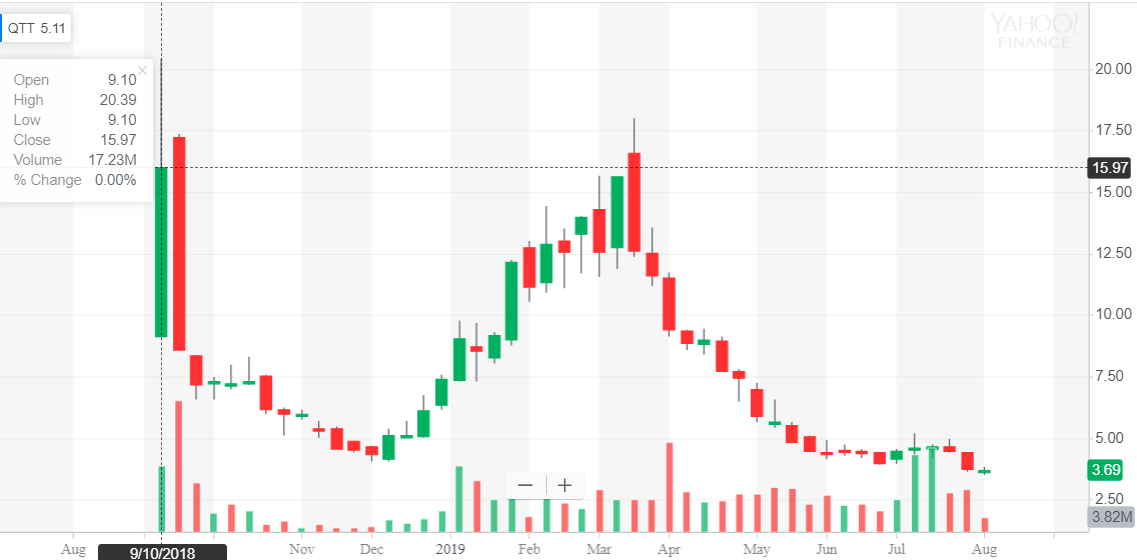 QTT 5.11
YAHOO!
FINANCE
Open 9.10
High 20.39
Low 9.10
Close 15.97
Volume 17.23M
% Change 0.00%
20.00
17.50
15.97
15.00
12.50
10.00
7.50
5.00
3.69
2.50
3.82M
Aug 9/10/2018 Nov Dec 2019 Feb Mar Apr May Jun Jul Aug